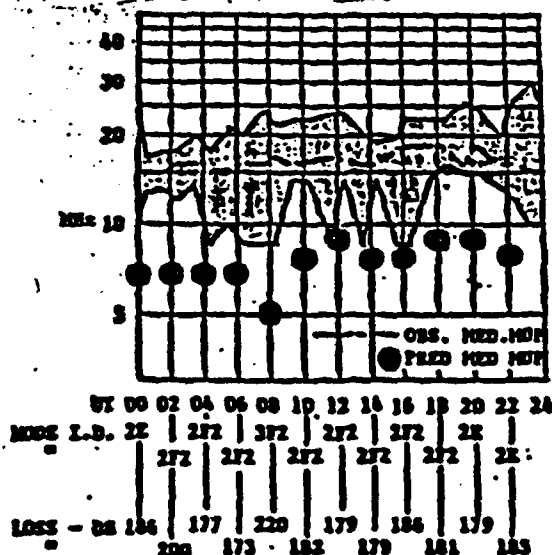 40
30
20
MHz 10
5
OBS. MED.MUF
PRED MED MUF
UT 00 02 04 06 08 10 12 14 16 18 20 22 24
MODE I.D. 2E 2F2 3F2 2F2 2F2 2E
2F2 2F2 2F2 2F2 2F2 2E
LOSS - DB 186 177 220 179 186 179
200 173 182 179 181 185